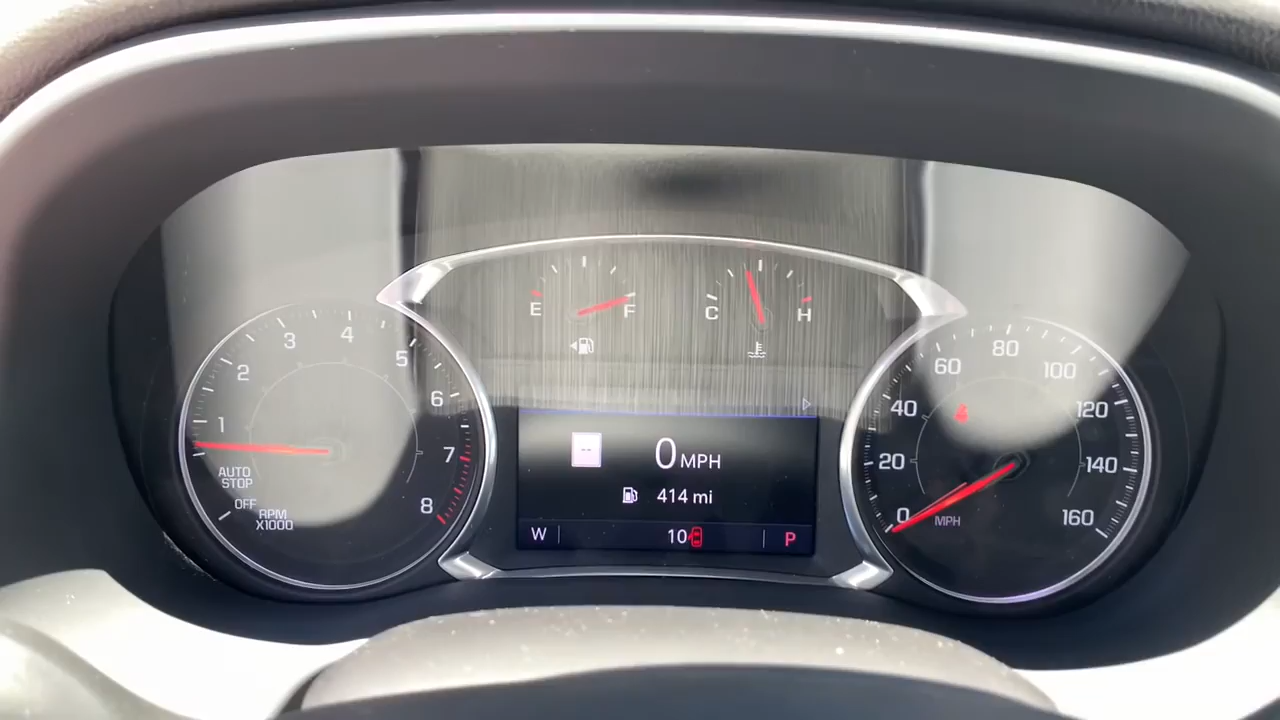 E F
C H
1 2 3 4 5 6 7 8
AUTO
STOP
OFF
RPM
X1000
--
0 MPH
414 mi
W 10 P
0 20 40 60 80 100 120 140 160
MPH